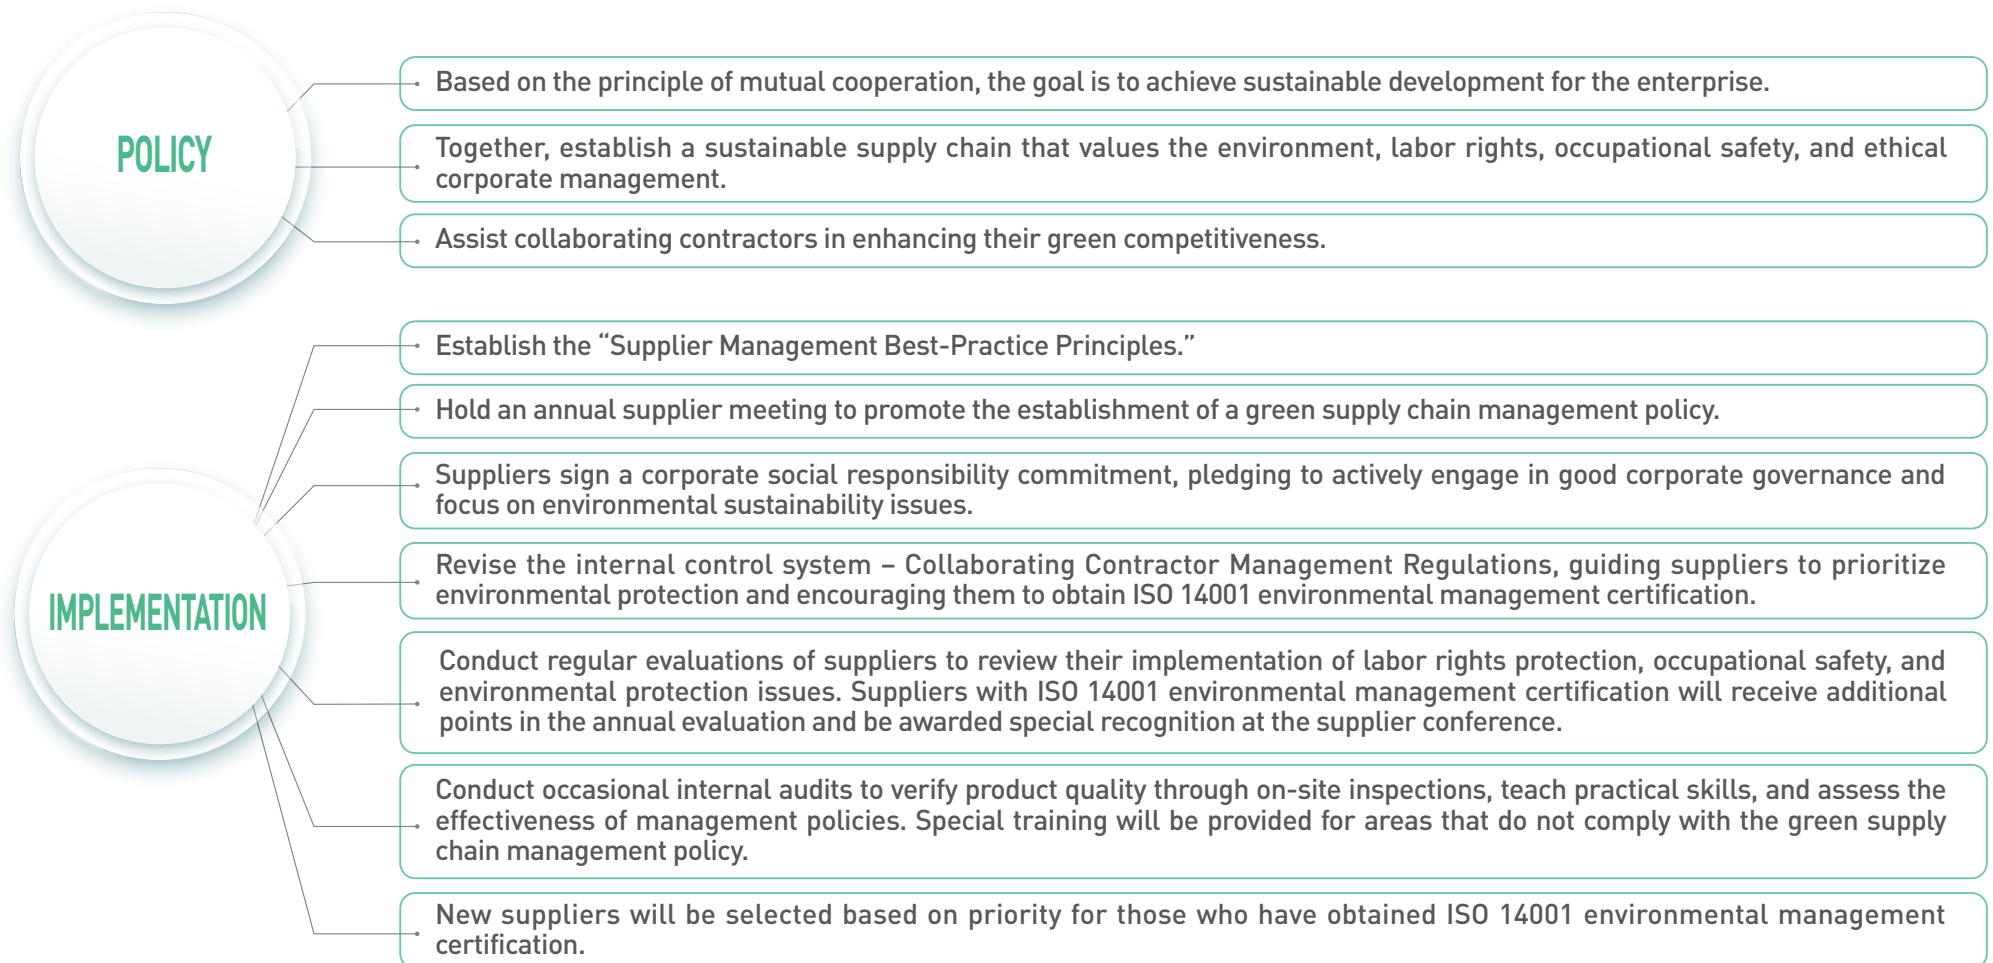 POLICY
Based on the principle of mutual cooperation, the goal is to achieve sustainable development for the enterprise.
Together, establish a sustainable supply chain that values the environment, labor rights, occupational safety, and ethical
corporate management.
Assist collaborating contractors in enhancing their green competitiveness.
IMPLEMENTATION
Establish the “Supplier Management Best-Practice Principles.”
Hold an annual supplier meeting to promote the establishment of a green supply chain management policy.
Suppliers sign a corporate social responsibility commitment, pledging to actively engage in good corporate governance and
focus on environmental sustainability issues.
Revise the internal control system – Collaborating Contractor Management Regulations, guiding suppliers to prioritize
environmental protection and encouraging them to obtain ISO 14001 environmental management certification.
Conduct regular evaluations of suppliers to review their implementation of labor rights protection, occupational safety, and
environmental protection issues. Suppliers with ISO 14001 environmental management certification will receive additional
points in the annual evaluation and be awarded special recognition at the supplier conference.
Conduct occasional internal audits to verify product quality through on-site inspections, teach practical skills, and assess the
effectiveness of management policies. Special training will be provided for areas that do not comply with the green supply
chain management policy.
New suppliers will be selected based on priority for those who have obtained ISO 14001 environmental management
certification.